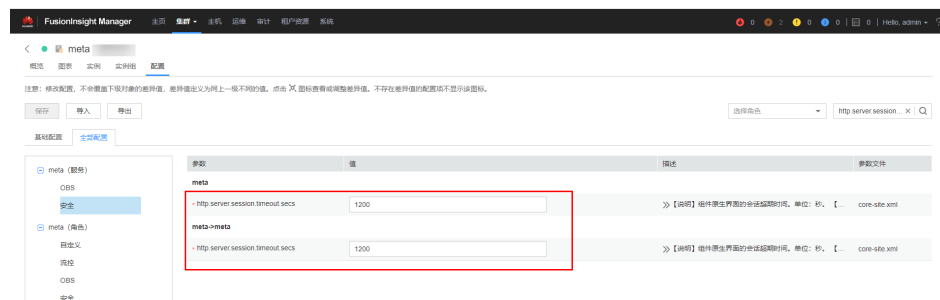 HUAWEI
FusionInsight Manager 主页 集群 主机 运维 审计 租户资源 系统 0 2 0 0 0 Hello, admin
meta
概览 图表 实例 实例组 配置
注意：修改配置，不会覆盖下级对象的差异值，差异值定义为同上一级不同的值。点击 图标查看或调整差异值。不存在差异值的配置项不显示该图标。
保存 导入 导出 选择角色 http.server.session...
基础配置 全部配置
meta（服务） 参数 值 描述 参数文件
OBS meta
安全 http.server.session.timeout.secs 1200 【说明】组件原生界面的会话超期时间。单位：秒。【... core-site.xml
meta（角色） meta->meta
自定义 http.server.session.timeout.secs 1200 【说明】组件原生界面的会话超期时间。单位：秒。【... core-site.xml
流控
OBS
安全